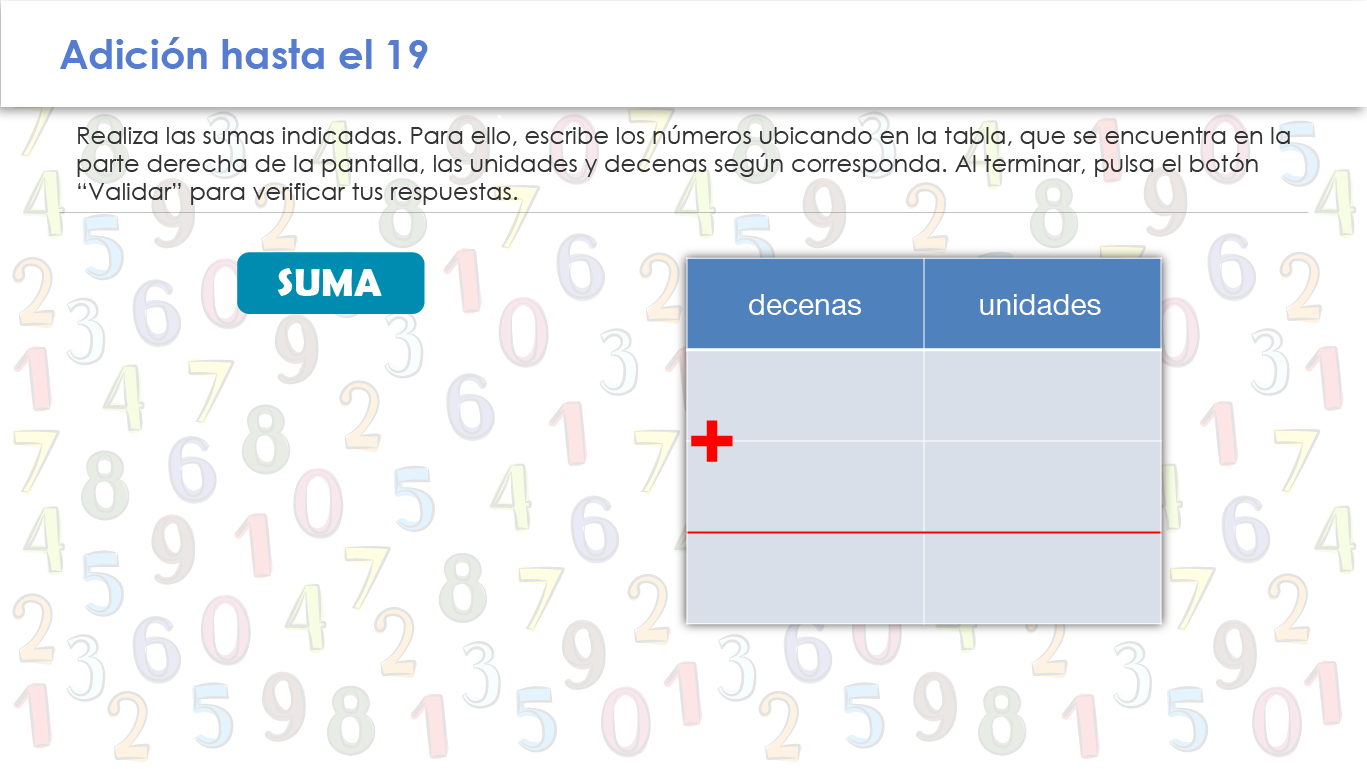 Adición hasta el 19
Realiza las sumas indicadas. Para ello, escribe los números ubicando en la tabla, que se encuentra en la
parte derecha de la pantalla, las unidades y decenas según corresponda. Al terminar, pulsa el botón
“Validar” para verificar tus respuestas.
SUMA
decenas unidades
+